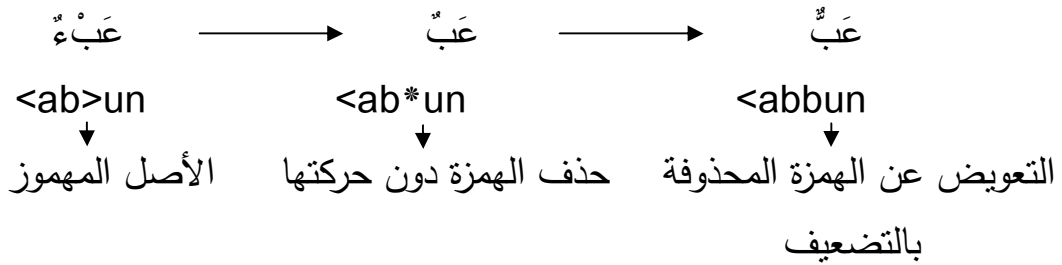 عَبْءٌ ⟶ عَبٌ ⟶ عَبٌّ
<ab>un <ab*un <abbun
الأصل المهموز حذف الهمزة دون حركتها التعويض عن الهمزة المحذوفة
بالتضعيف